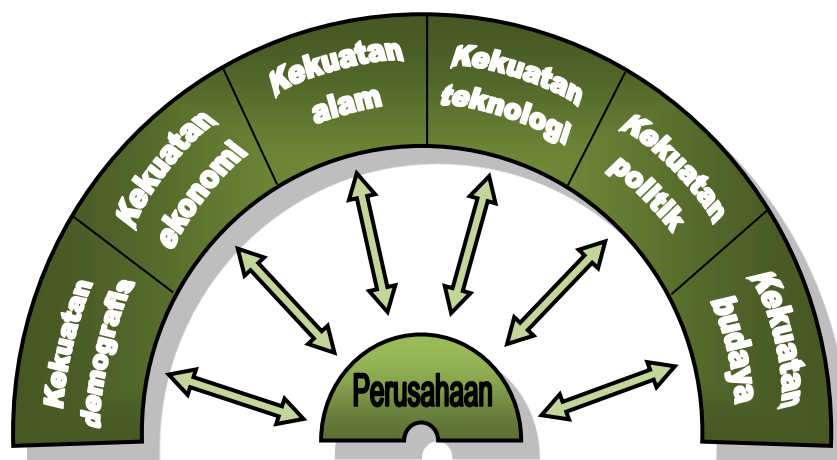 Kekuatan
demografis
Kekuatan
ekonomi
Kekuatan
alam
Kekuatan
teknologi
Kekuatan
politik
Kekuatan
budaya
Perusahaan